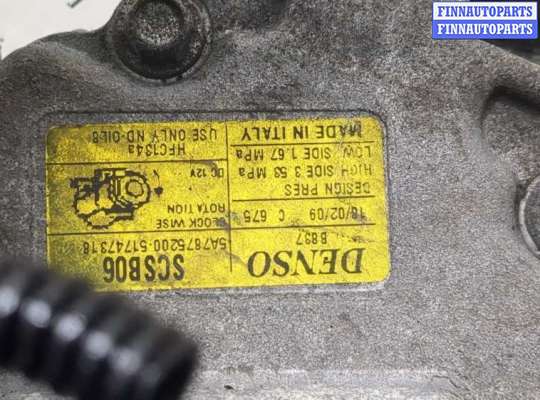 FINNAUTOPARTS
FINNAUTOPARTS
DENSO
B837
18/02/09 C 675
DESIGN PRES
HIGH SIDE 3.53 MPa
LOW SIDE 1.67 MPa
MADE IN ITALY
SCSB06
5A7875200-51747318
CLOCK WISE
ROTATION
DC 12V
HFC134a
USE ONLY ND-OIL8